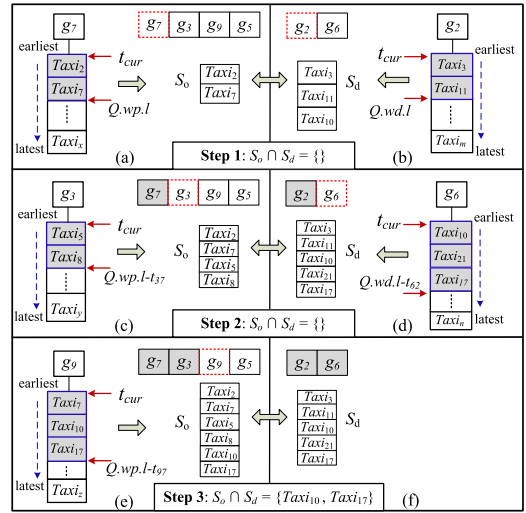 g7
g7 g3 g9 g5
g2 g6
g2
earliest
tcur
Taxi2
Taxi7
Q.wp.l
Taxix
latest
So
Taxi2
Taxi7
Taxi3
Taxi11
Taxi10
Sd
earliest
tcur
Taxi3
Taxi11
Q.wd.l
Taxim
latest
(a)
Step 1: So ∩ Sd = {}
(b)
g3
g7 g3 g9 g5
g2 g6
g6
earliest
tcur
Taxi5
Taxi8
Q.wp.l-t37
Taxiy
latest
So
Taxi2
Taxi7
Taxi5
Taxi8
Taxi3
Taxi11
Taxi10
Taxi21
Taxi17
Sd
tcur
earliest
Taxi10
Taxi21
Taxi17
Q.wd.l-t62
Taxin
latest
(c)
Step 2: So ∩ Sd = {}
(d)
g9
g7 g3 g9 g5
g2 g6
earliest
tcur
Taxi7
Taxi10
Taxi17
Q.wp.l-t97
Taxiz
latest
So
Taxi2
Taxi7
Taxi5
Taxi8
Taxi10
Taxi17
Taxi3
Taxi11
Taxi10
Taxi21
Taxi17
Sd
(e)
Step 3: So ∩ Sd = {Taxi10 , Taxi17}
(f)